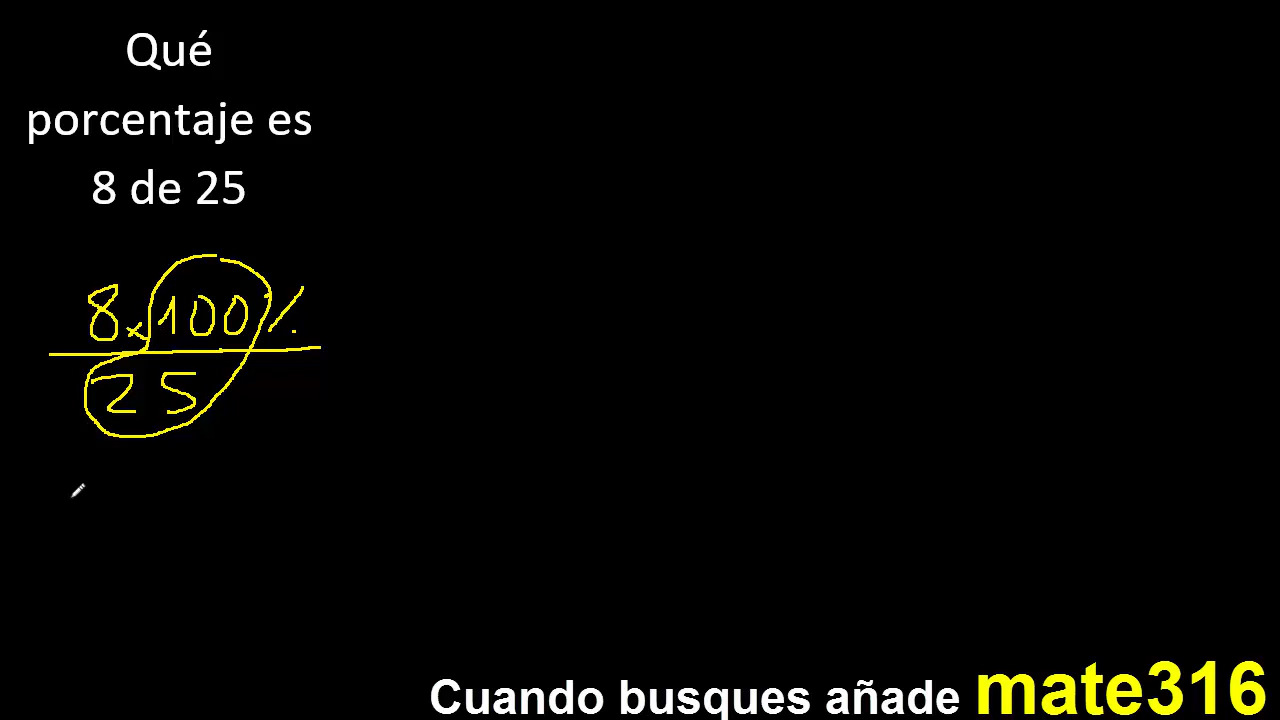 Qué
porcentaje es
8 de 25
8x100%
25
Cuando busques añade mate316